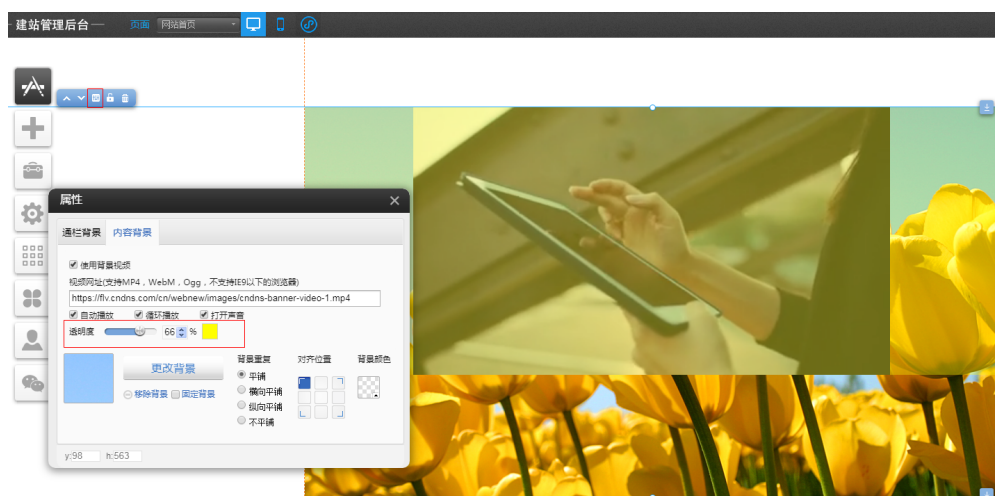 建站管理后台
页面 网站首页
属性
通栏背景 内容背景
使用背景视频
视频网址(支持MP4，WebM，Ogg，不支持IE9以下的浏览器)
https://flv.cndns.com/cn/webnew/images/cndns-banner-video-1.mp4
自动播放 循环播放 打开声音
透明度 66 %
更改背景
移除背景 固定背景
背景重复 对齐位置 背景颜色
平铺
横向平铺
纵向平铺
不平铺
y:98 h:563